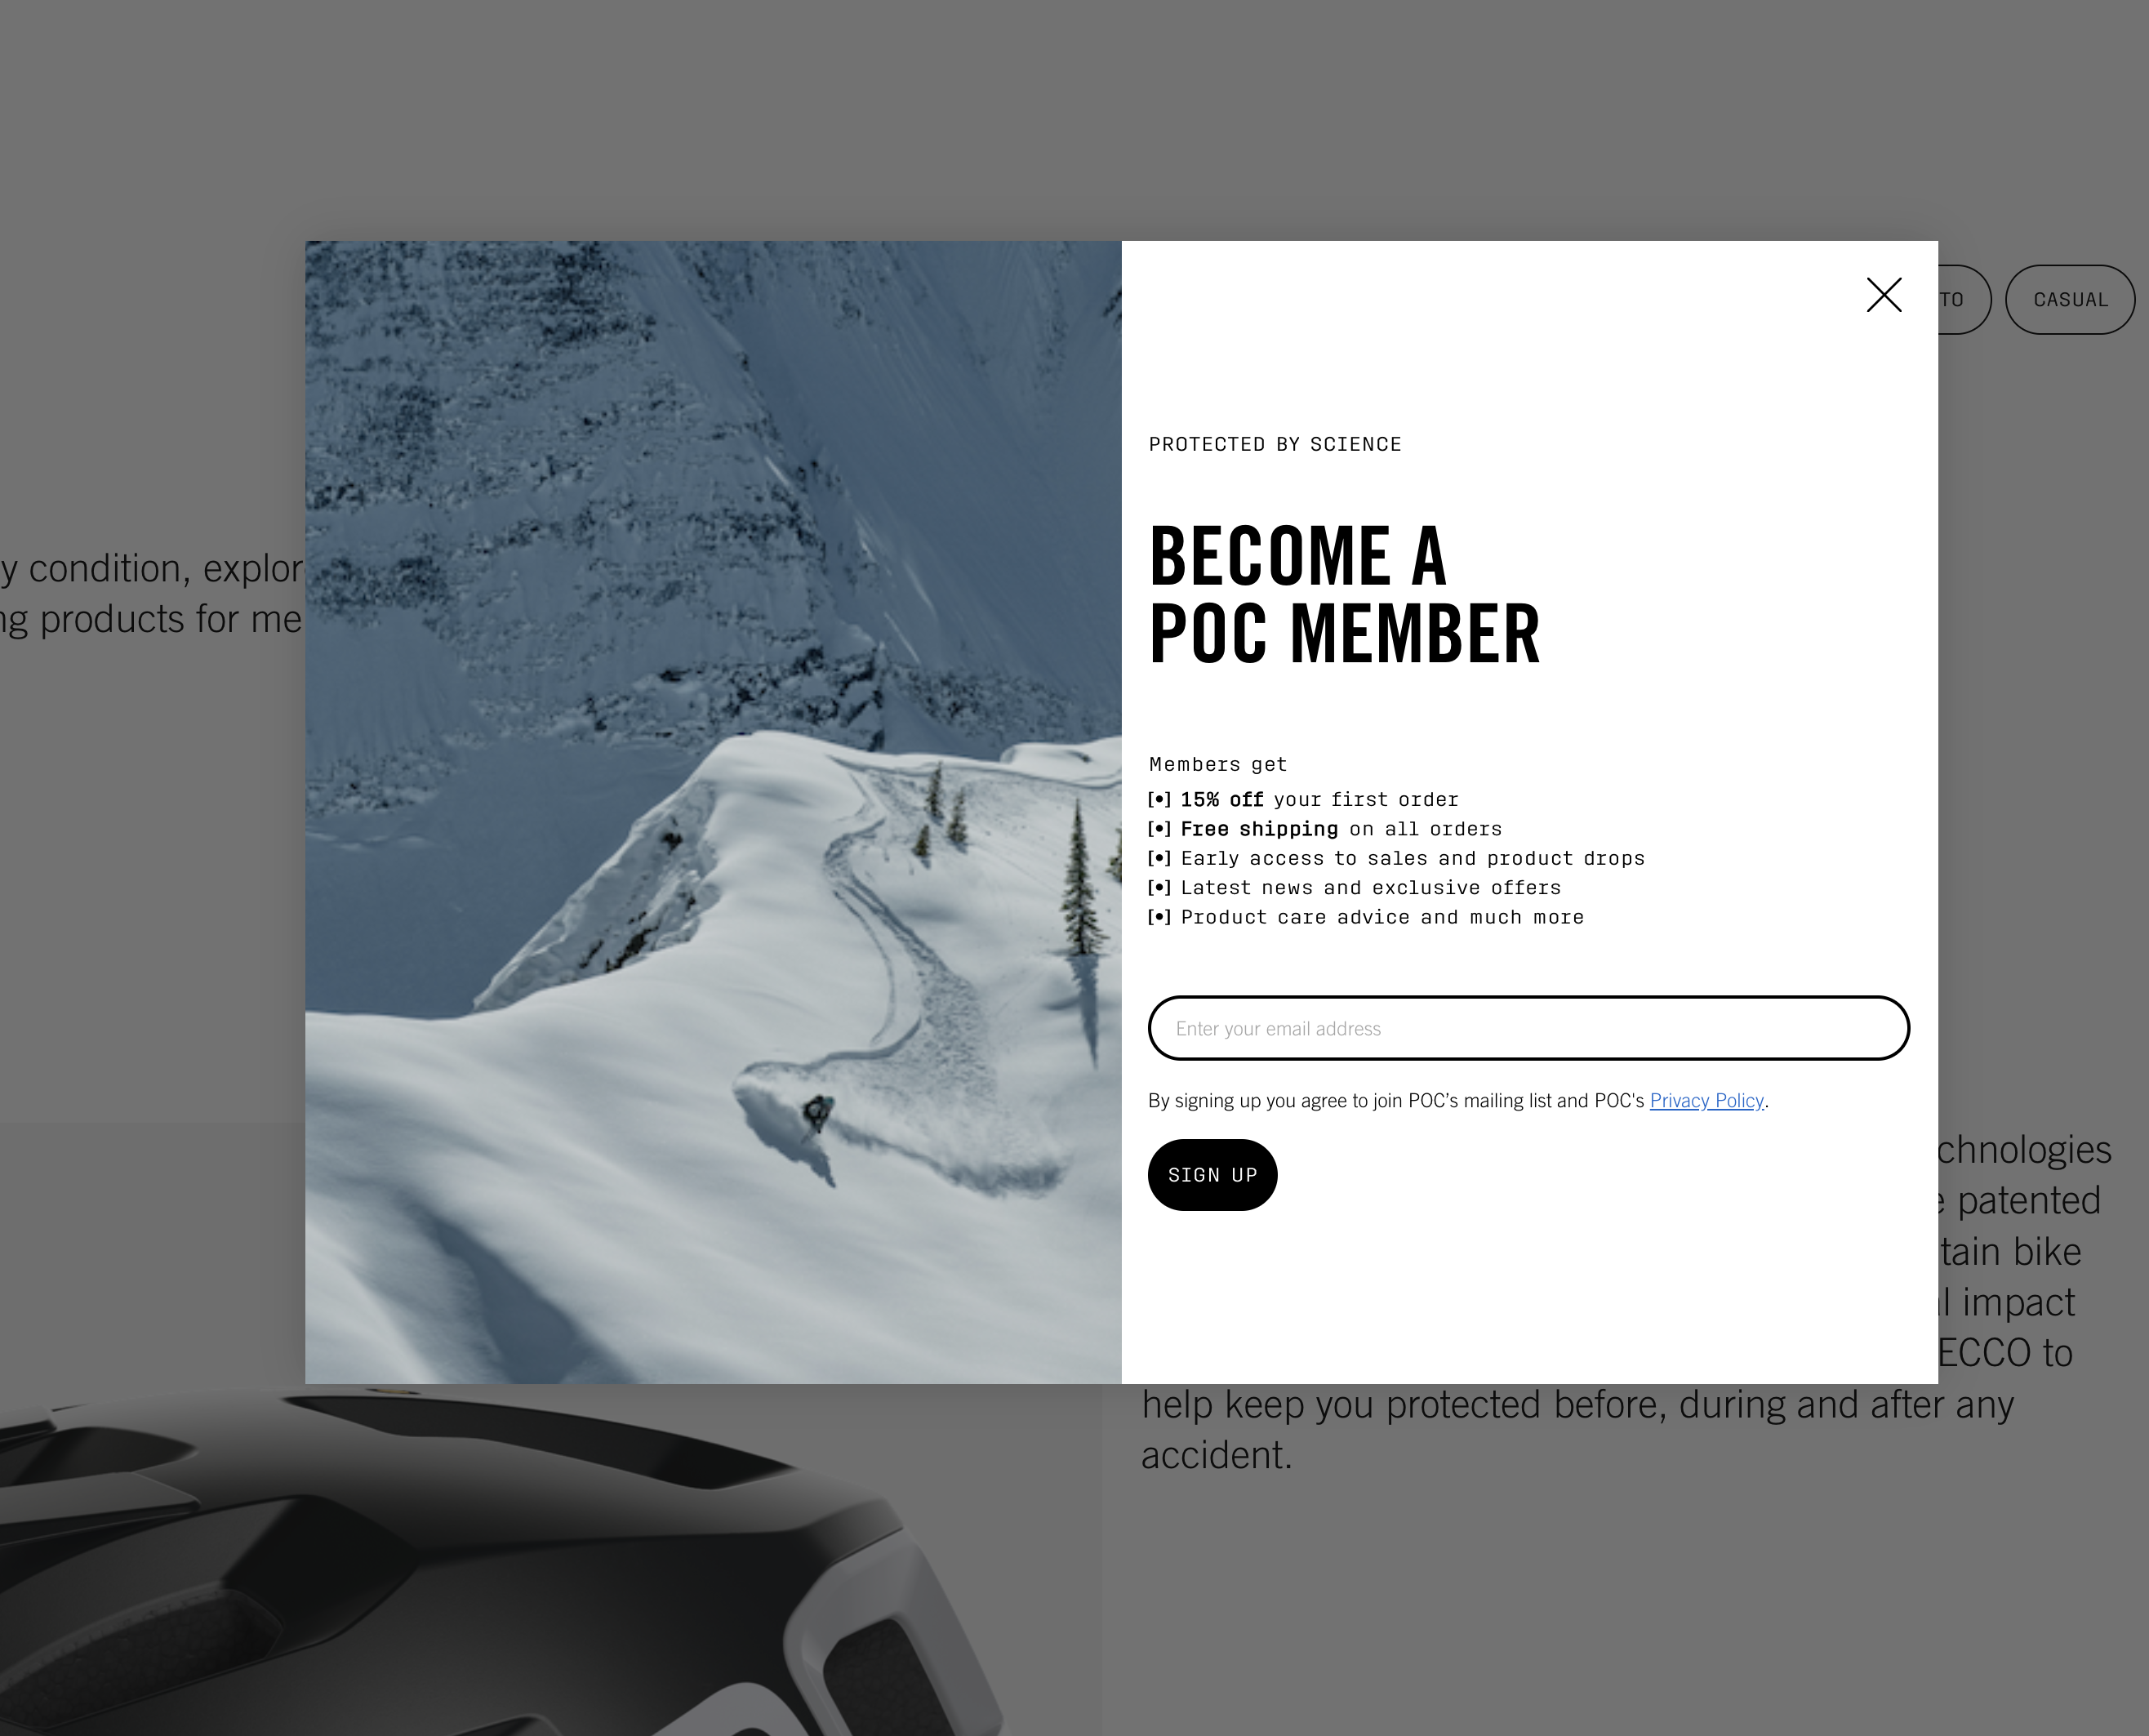 TO
CASUAL
PROTECTED BY SCIENCE
condition, explor
BECOME A
products for me
POC MEMBER
Members get
[•] 15% off your first order
[•] Free shipping on all orders
[•] Early access to sales and product drops
[•] Latest news and exclusive offers
[•] Product care advice and much more
Enter your email address
By signing up you agree to join POC’s mailing list and POC's Privacy Policy.
SIGN UP
chnologies
patented
tain bike
impact
ECCO to
help keep you protected before, during and after any
accident.